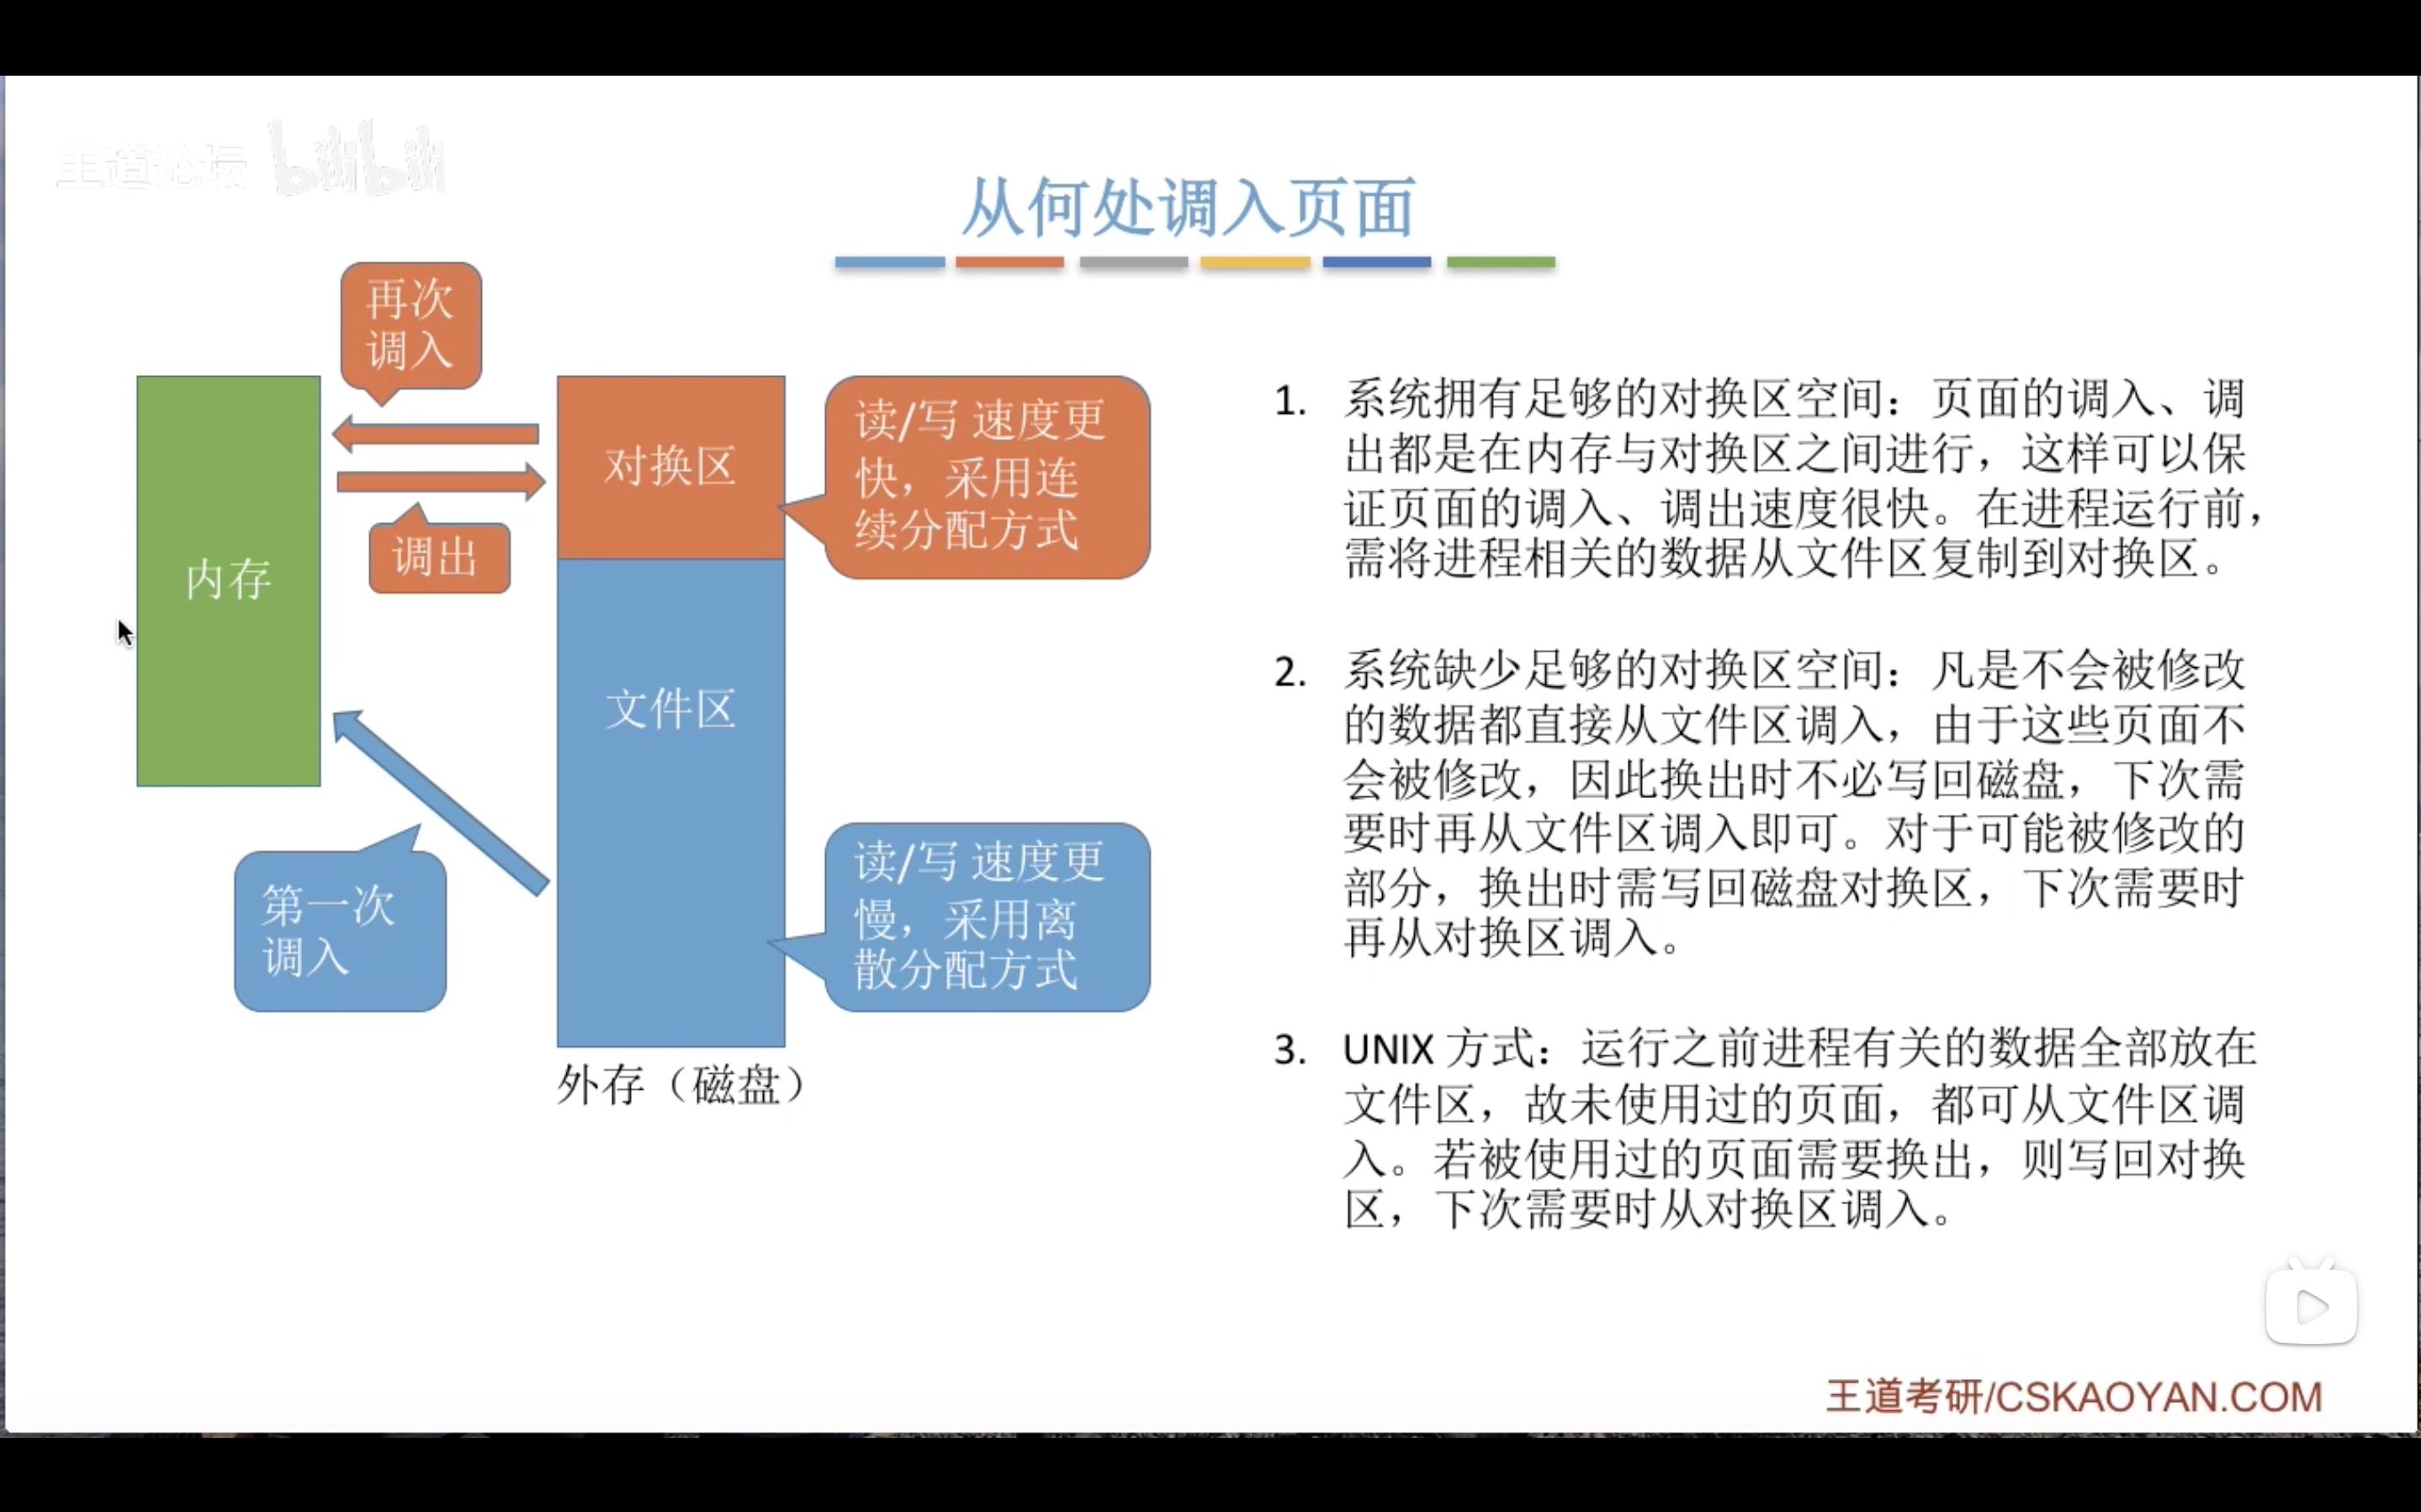 王道论坛 bilibili
从何处调入页面
再次
调入
内存
调出
对换区
读/写 速度更
快，采用连
续分配方式
文件区
第一次
调入
读/写 速度更
慢，采用离
散分配方式
外存（磁盘）
1. 系统拥有足够的对换区空间：页面的调入、调
出都是在内存与对换区之间进行，这样可以保
证页面的调入、调出速度很快。在进程运行前，
需将进程相关的数据从文件区复制到对换区。
2. 系统缺少足够的对换区空间：凡是不会被修改
的数据都直接从文件区调入，由于这些页面不
会被修改，因此换出时不必写回磁盘，下次需
要时再从文件区调入即可。对于可能被修改的
部分，换出时需写回磁盘对换区，下次需要时
再从对换区调入。
3. UNIX 方式：运行之前进程有关的数据全部放在
文件区，故未使用过的页面，都可从文件区调
入。若被使用过的页面需要换出，则写回对换
区，下次需要时从对换区调入。
王道考研/CSKAOYAN.COM